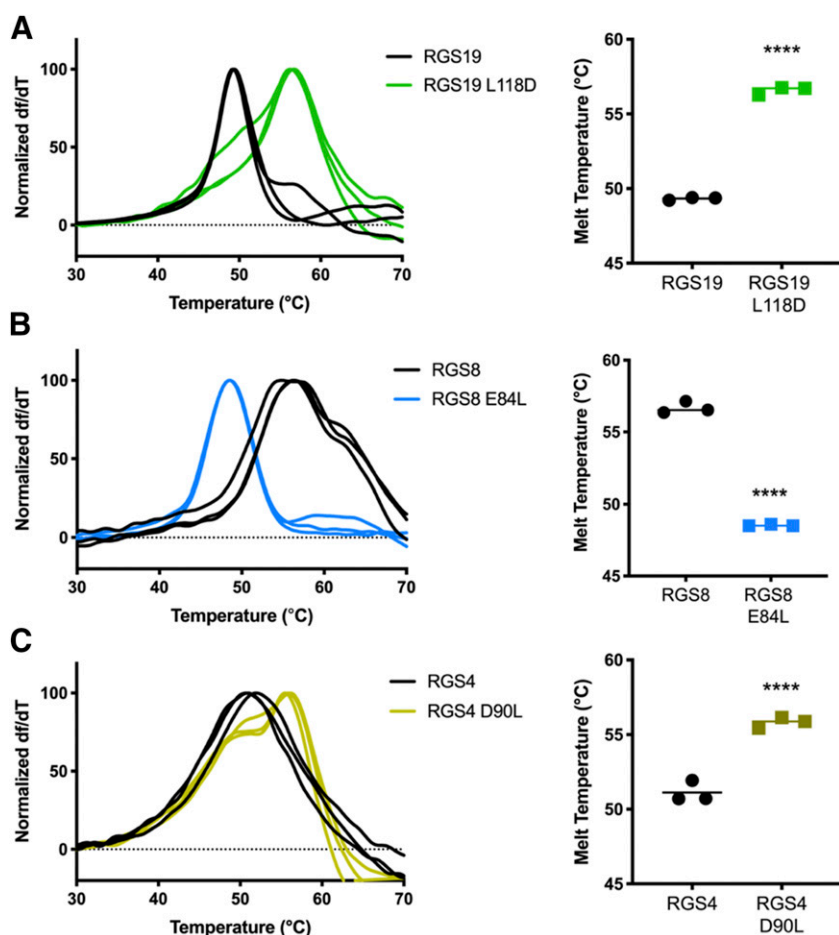 A
Normalized df/dT
100
50
0
30
40
50
60
70
Temperature (°C)
RGS19
RGS19 L118D
Melt Temperature (°C)
60
55
50
45
****
RGS19
RGS19
L118D
B
Normalized df/dT
100
50
0
30
40
50
60
70
Temperature (°C)
RGS8
RGS8 E84L
Melt Temperature (°C)
60
55
50
45
****
RGS8
RGS8
E84L
C
Normalized df/dT
100
50
0
30
40
50
60
70
Temperature (°C)
RGS4
RGS4 D90L
Melt Temperature (°C)
60
55
50
45
****
RGS4
RGS4
D90L